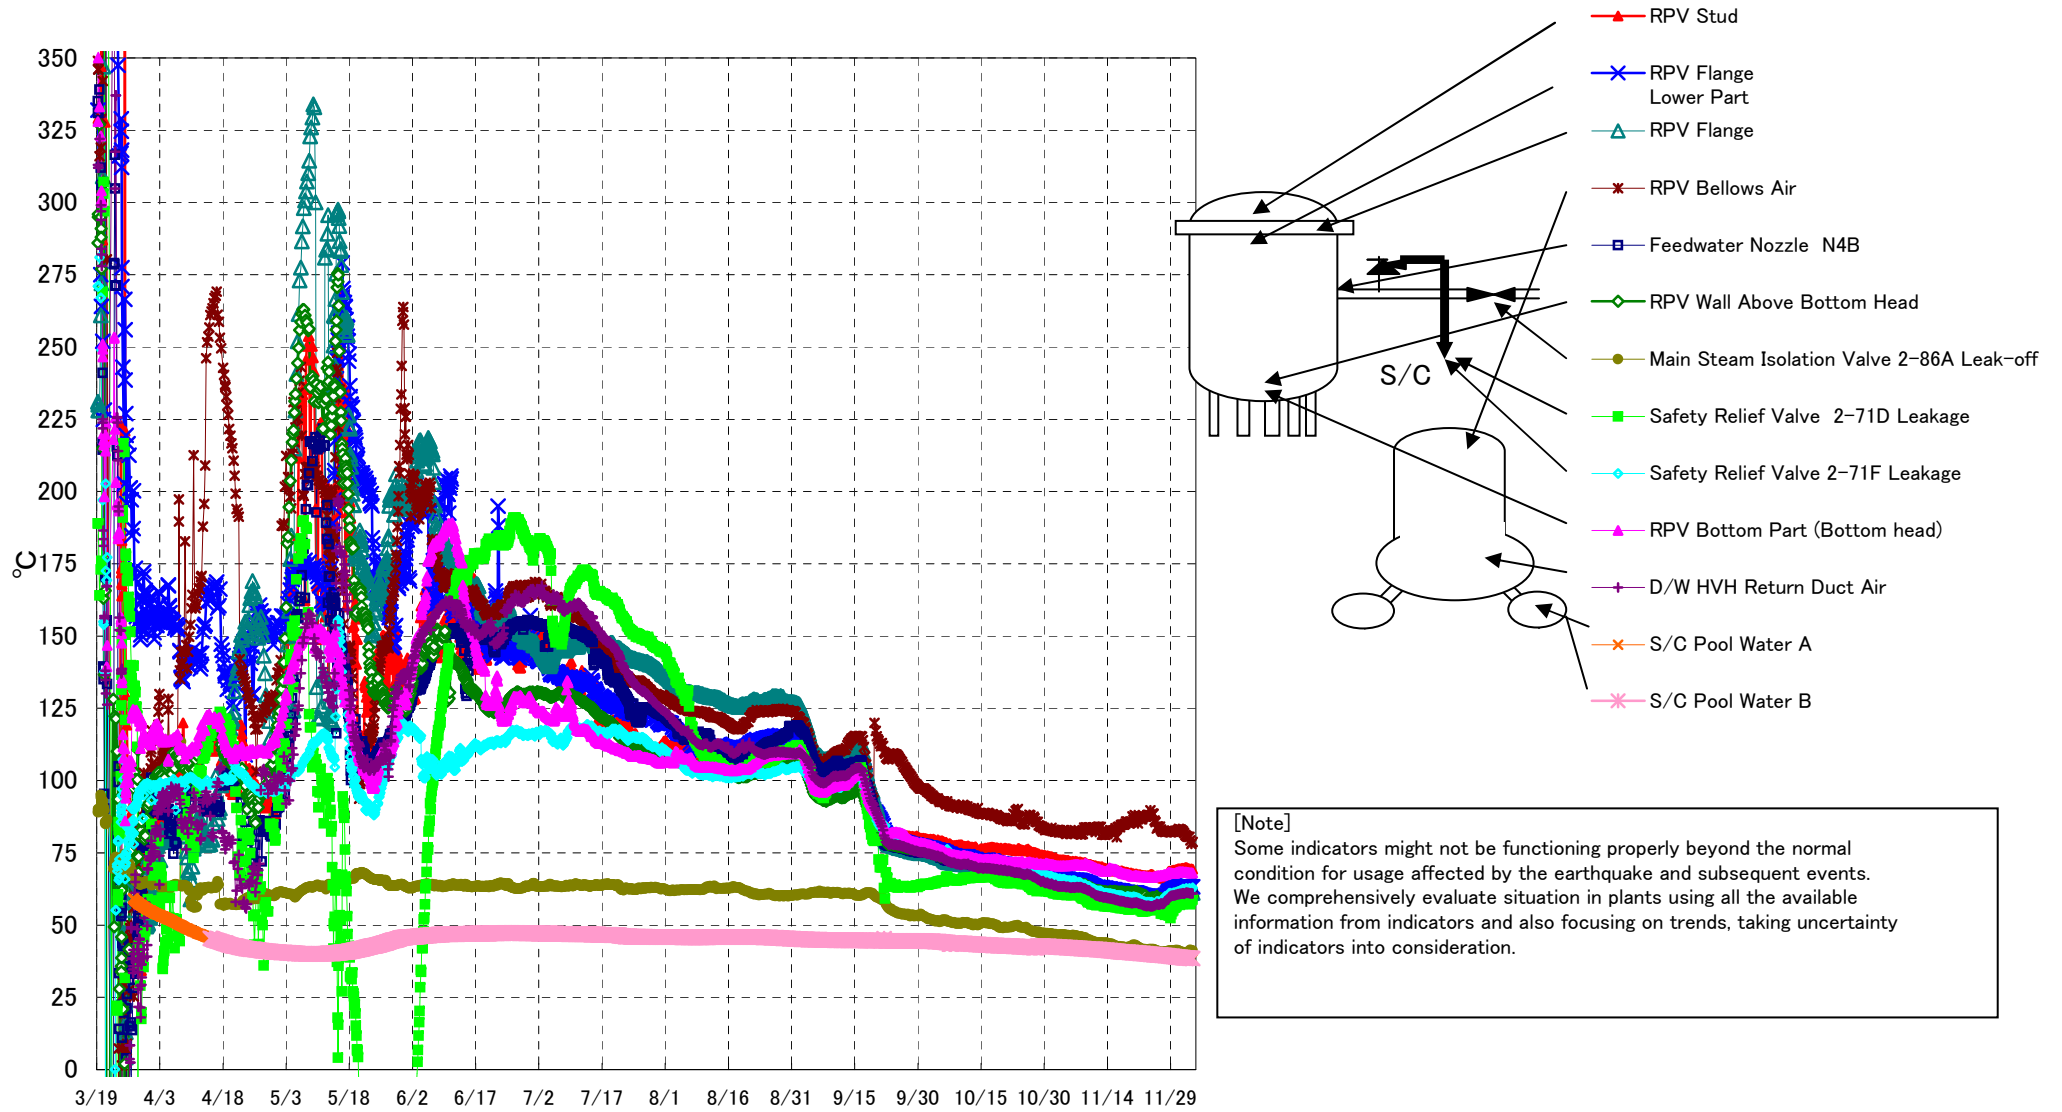 350
325
300
275
250
225
200
175
150
125
100
75
50
25
0
℃
3/19 4/3 4/18 5/3 5/18 6/2 6/17 7/2 7/17 8/1 8/16 8/31 9/15 9/30 10/15 10/30 11/14 11/29
RPV Stud
RPV Flange
Lower Part
RPV Flange
RPV Bellows Air
Feedwater Nozzle N4B
RPV Wall Above Bottom Head
Main Steam Isolation Valve 2-86A Leak-off
Safety Relief Valve 2-71D Leakage
Safety Relief Valve 2-71F Leakage
RPV Bottom Part (Bottom head)
D/W HVH Return Duct Air
S/C Pool Water A
S/C Pool Water B
S/C
[Note]
Some indicators might not be functioning properly beyond the normal
condition for usage affected by the earthquake and subsequent events.
We comprehensively evaluate situation in plants using all the available
information from indicators and also focusing on trends, taking uncertainty
of indicators into consideration.